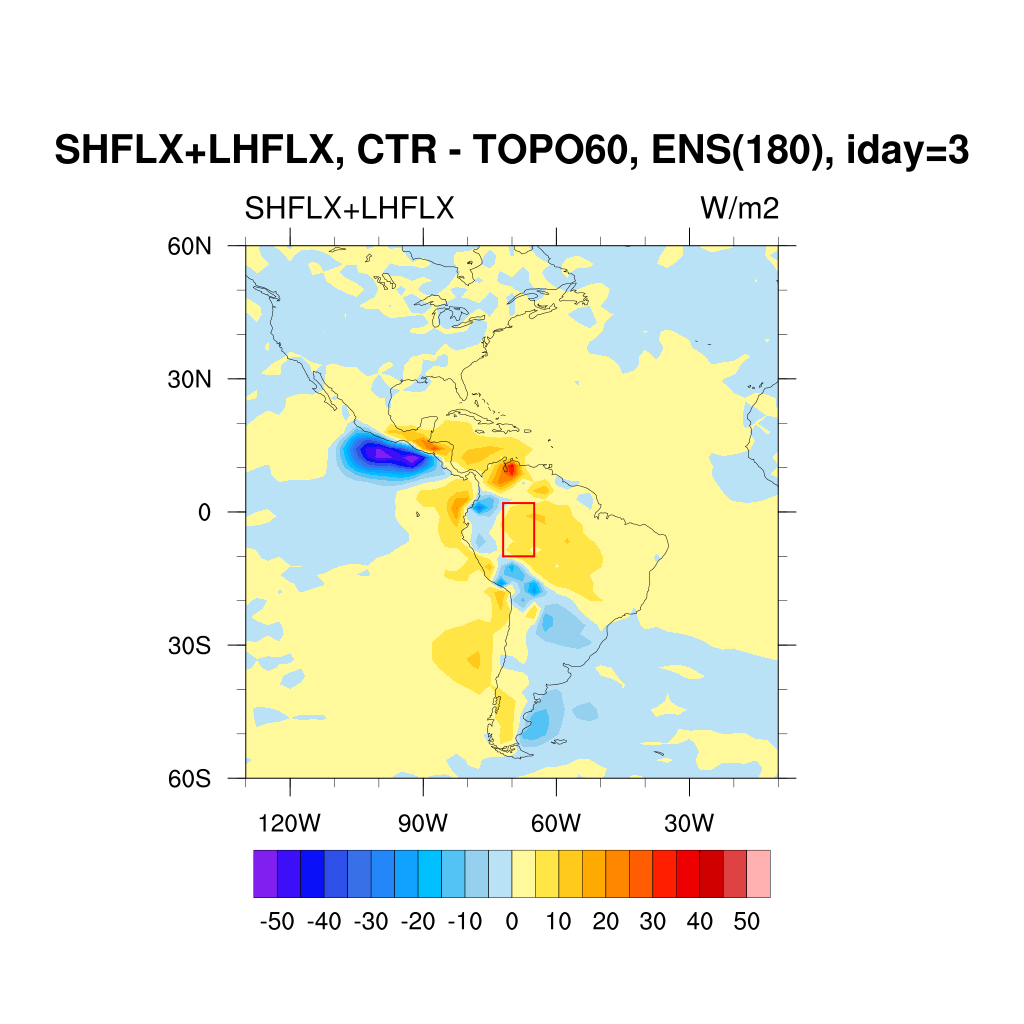 SHFLX+LHFLX, CTR - TOPO60, ENS(180), iday=3
SHFLX+LHFLX W/m2
60N
30N
0
30S
60S
120W 90W 60W 30W
-50 -40 -30 -20 -10 0 10 20 30 40 50